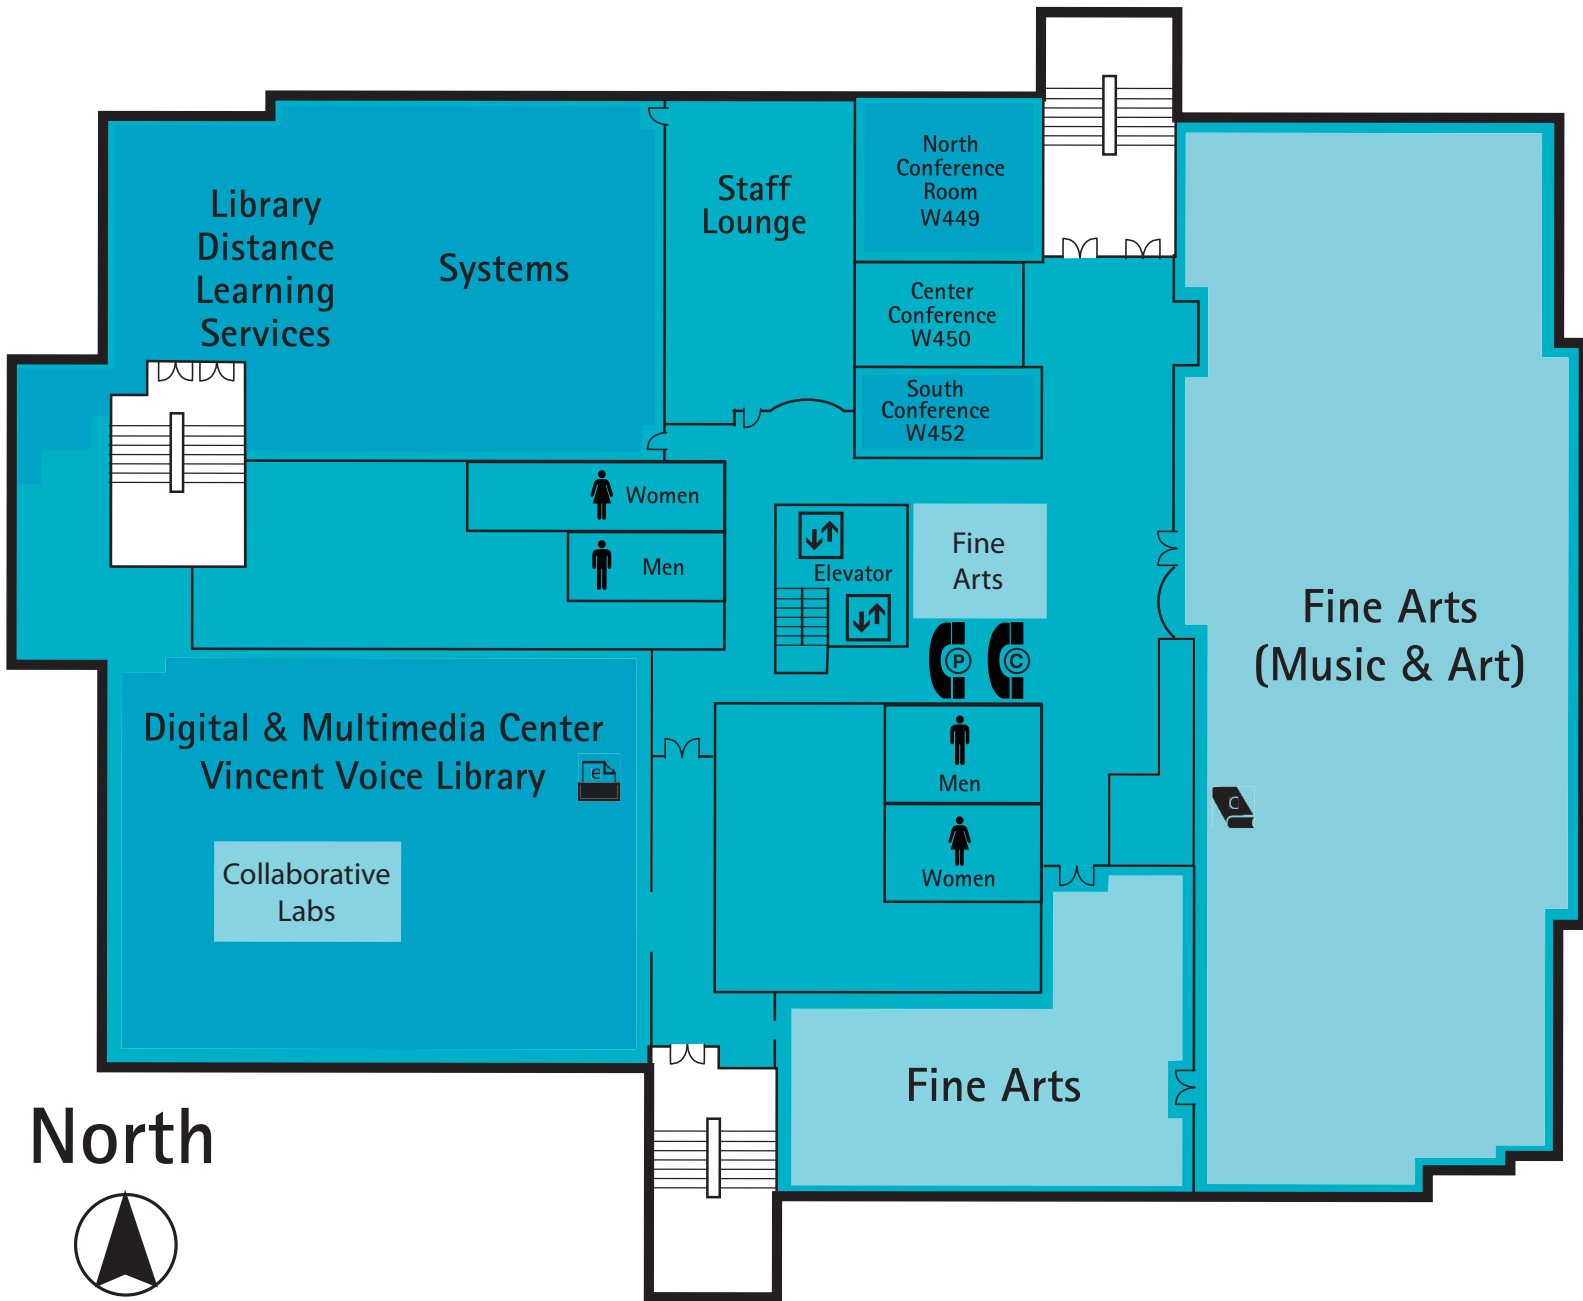 North
Conference
Room
W449
Staff
Lounge
Library
Distance
Learning
Services
Systems
Center
Conference
W450
South
Conference
W452
Women
Men
Elevator
Fine
Arts
P
C
Fine Arts
(Music & Art)
Digital & Multimedia Center
Vincent Voice Library
e
Men
C
Women
Collaborative
Labs
Fine Arts
North